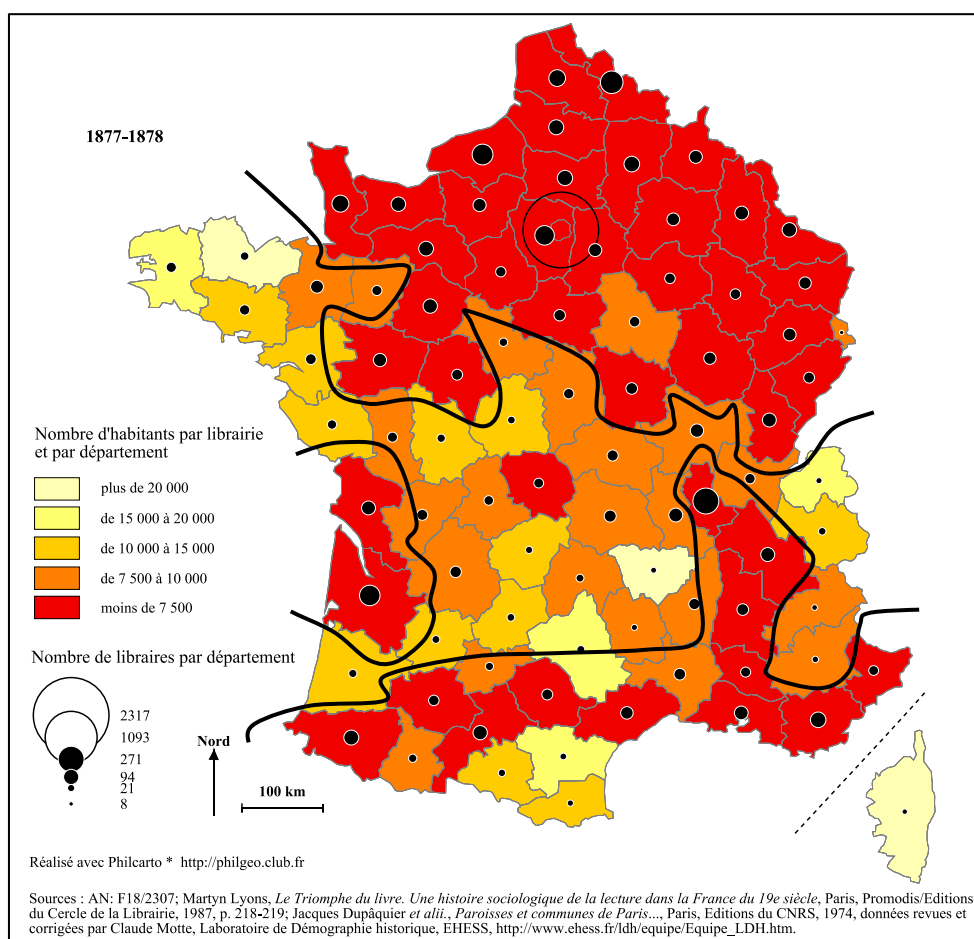 1877-1878
Nombre d'habitants par librairie
et par département
plus de 20 000
de 15 000 à 20 000
de 10 000 à 15 000
de 7 500 à 10 000
moins de 7 500
Nombre de libraires par département
2317
1093
271
94
21
8
Nord
100 km
Réalisé avec Philcarto * http://philgeo.club.fr
Sources : AN: F18/2307; Martyn Lyons, Le Triomphe du livre. Une histoire sociologique de la lecture dans la France du 19e siècle, Paris, Promodis/Editions
du Cercle de la Librairie, 1987, p. 218-219; Jacques Dupâquier et alii., Paroisses et communes de Paris..., Paris, Editions du CNRS, 1974, données revues et
corrigées par Claude Motte, Laboratoire de Démographie historique, EHESS, http://www.ehess.fr/ldh/equipe/Equipe_LDH.htm.